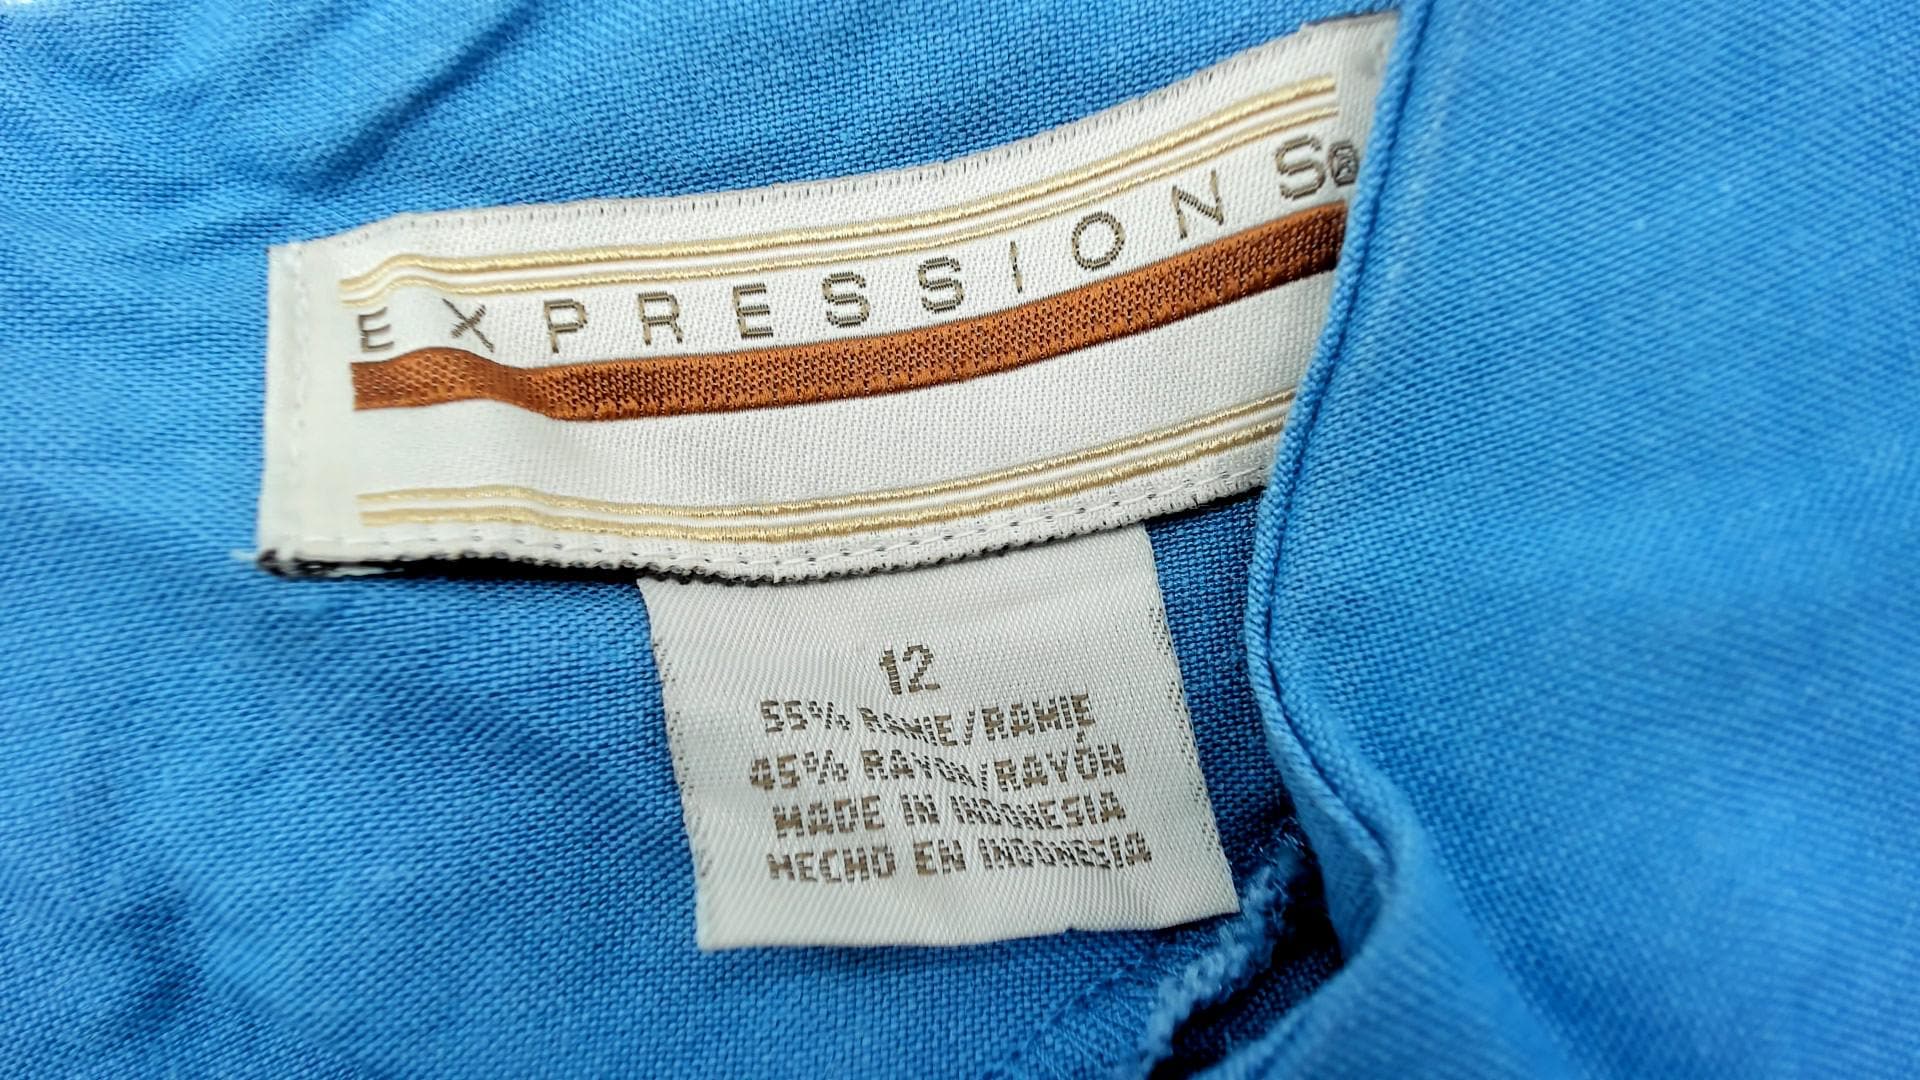 EXPRESSIONS®
12
55% RAMIE/RAMIE
45% RAYON/RAYÓN
MADE IN INDONESIA
HECHO EN INDONESIA